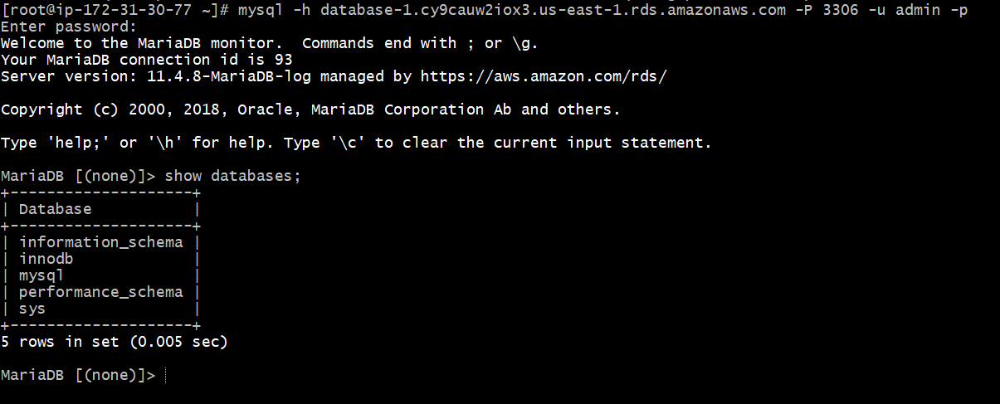 [root@ip-172-31-30-77 ~]# mysql -h database-1.cy9cauw2iox3.us-east-1.rds.amazonaws.com -P 3306 -u admin -p
Enter password:
Welcome to the MariaDB monitor.  Commands end with ; or \g.
Your MariaDB connection id is 93
Server version: 11.4.8-MariaDB-log managed by https://aws.amazon.com/rds/
Copyright (c) 2000, 2018, Oracle, MariaDB Corporation Ab and others.
Type 'help;' or '\h' for help. Type '\c' to clear the current input statement.
MariaDB [(none)]> show databases;
+--------------------+
| Database           |
+--------------------+
| information_schema |
| innodb             |
| mysql              |
| performance_schema |
| sys                |
+--------------------+
5 rows in set (0.005 sec)
MariaDB [(none)]>